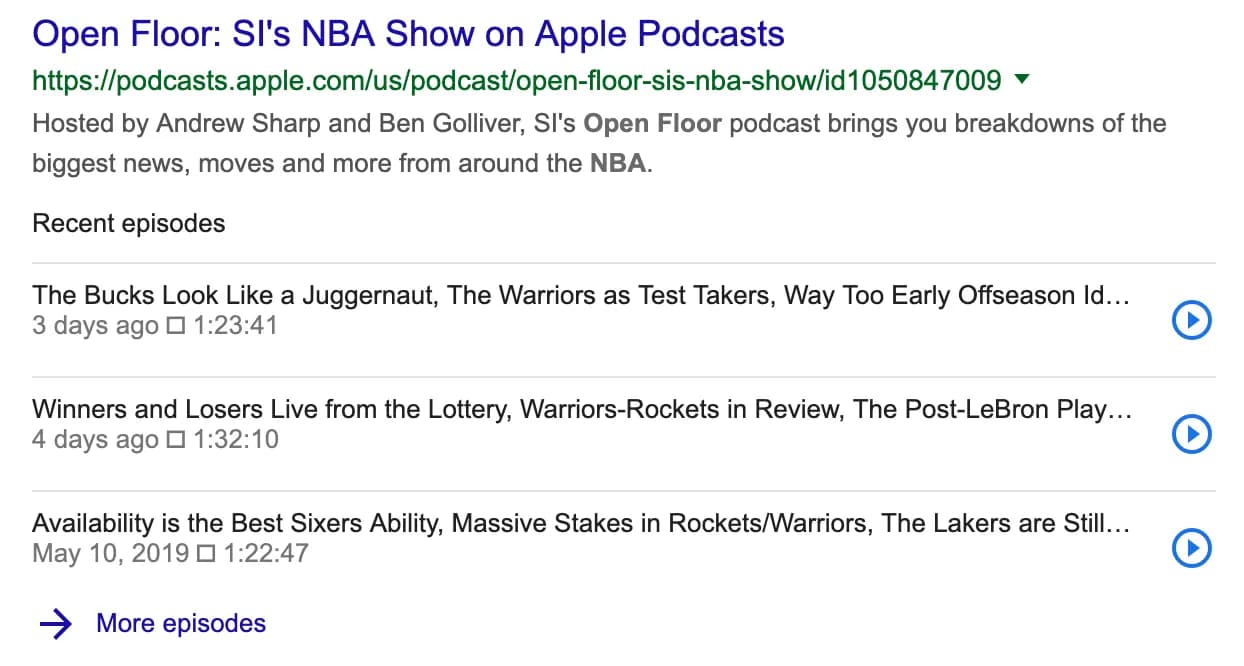 Open Floor: SI's NBA Show on Apple Podcasts
https://podcasts.apple.com/us/podcast/open-floor-sis-nba-show/id1050847009
Hosted by Andrew Sharp and Ben Golliver, SI's Open Floor podcast brings you breakdowns of the
biggest news, moves and more from around the NBA.
Recent episodes
The Bucks Look Like a Juggernaut, The Warriors as Test Takers, Way Too Early Offseason Id…
3 days ago □ 1:23:41
Winners and Losers Live from the Lottery, Warriors-Rockets in Review, The Post-LeBron Play…
4 days ago □ 1:32:10
Availability is the Best Sixers Ability, Massive Stakes in Rockets/Warriors, The Lakers are Still…
May 10, 2019 □ 1:22:47
More episodes